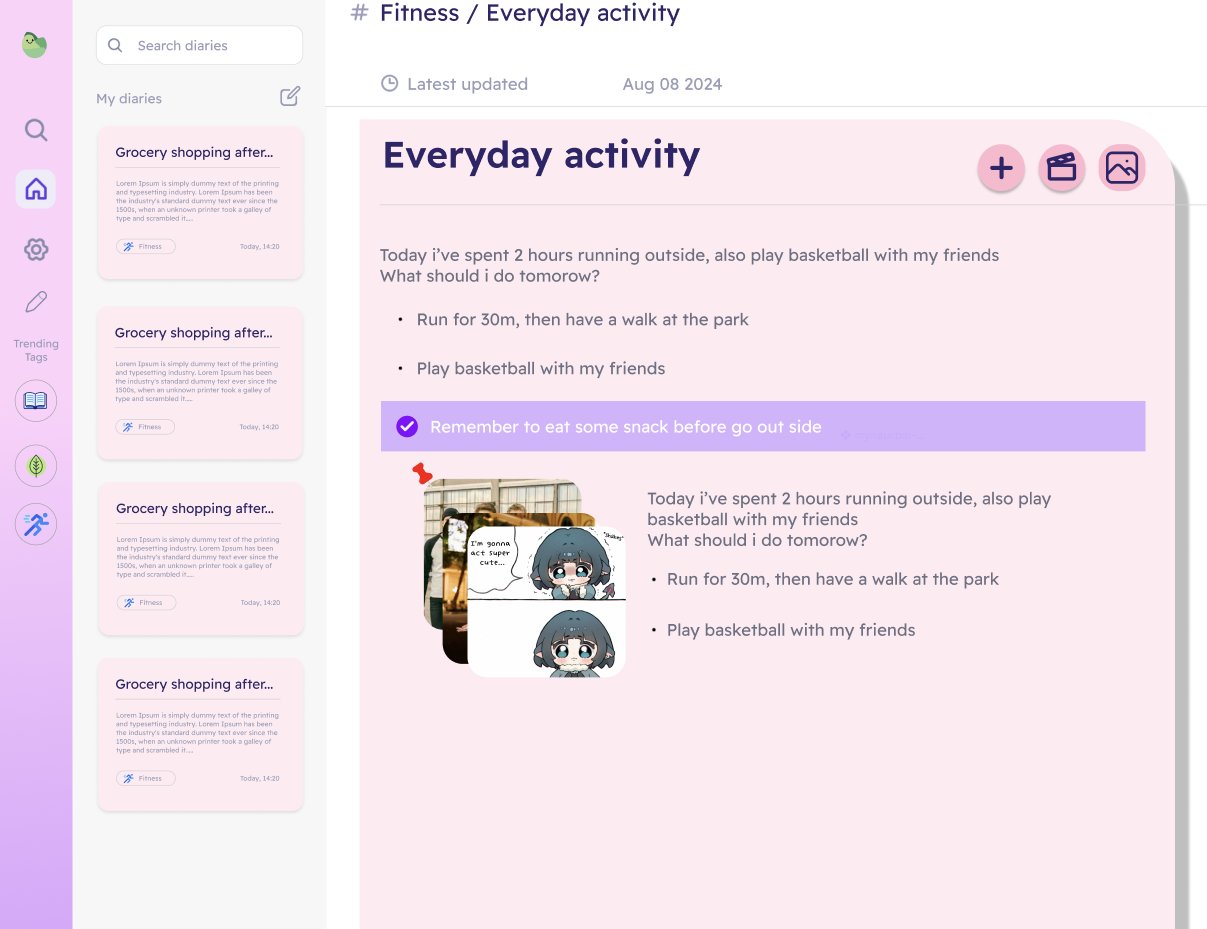 # Fitness / Everyday activity
Search diaries
Latest updated
Aug 08 2024
My diaries
Trending
Tags
Grocery shopping after...
Lorem Ipsum is simply dummy text of the printing
and typesetting industry. Lorem Ipsum has been
the industry's standard dummy text ever since the
1500s, when an unknown printer took a galley of
type and scrambled it....
Fitness
Today, 14:20
Grocery shopping after...
Lorem Ipsum is simply dummy text of the printing
and typesetting industry. Lorem Ipsum has been
the industry's standard dummy text ever since the
1500s, when an unknown printer took a galley of
type and scrambled it....
Fitness
Today, 14:20
Grocery shopping after...
Lorem Ipsum is simply dummy text of the printing
and typesetting industry. Lorem Ipsum has been
the industry's standard dummy text ever since the
1500s, when an unknown printer took a galley of
type and scrambled it....
Fitness
Today, 14:20
Grocery shopping after...
Lorem Ipsum is simply dummy text of the printing
and typesetting industry. Lorem Ipsum has been
the industry's standard dummy text ever since the
1500s, when an unknown printer took a galley of
type and scrambled it....
Fitness
Today, 14:20
Everyday activity
Today i’ve spent 2 hours running outside, also play basketball with my friends
What should i do tomorow?
• Run for 30m, then have a walk at the park
• Play basketball with my friends
Remember to eat some snack before go out side
I'm gonna
act super
cute...
Today i’ve spent 2 hours running outside, also play
basketball with my friends
What should i do tomorow?
• Run for 30m, then have a walk at the park
• Play basketball with my friends